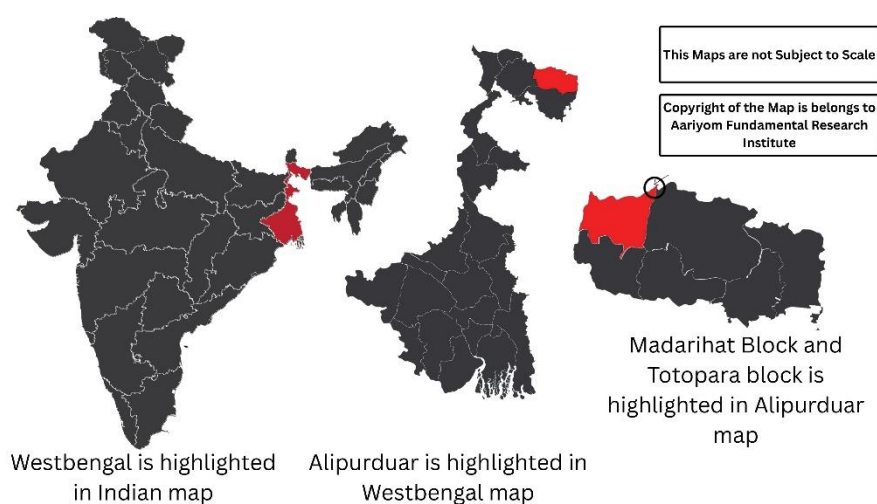 This Maps are not Subject to Scale
Copyright of the Map is belongs to
Aariyom Fundamental Research
Institute
Westbengal is highlighted
in Indian map
Alipurduar is highlighted in
Westbengal map
Madarihat Block and
Totopara block is
highlighted in Alipurduar
map